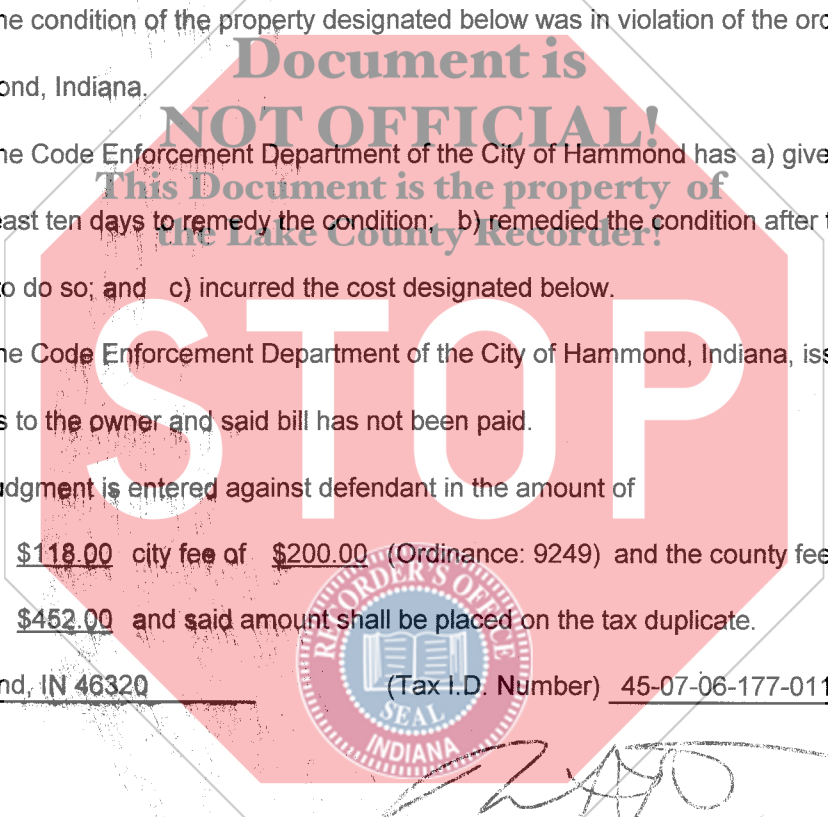 he condition of the property designated below was in violation of the ord
Document is
ond, Indiana.
NOT OFFICIAL!
he Code Enforcement Department of the City of Hammond has a) give
This Document is the property of
east ten days to remedy the condition; b) remedied the condition after
the Lake County Recorder!
o do so; and c) incurred the cost designated below.
STOP
he Code Enforcement Department of the City of Hammond, Indiana, iss
s to the owner and said bill has not been paid.
udgment is entered against defendant in the amount of
$118.00 city fee of $200.00 (Ordinance: 9249) and the county fee
$452.00 and said amount shall be placed on the tax duplicate.
nd, IN 46320 (Tax I.D. Number) 45-07-06-177-011
RECORDER'S OFFICE
SEAL
INDIANA